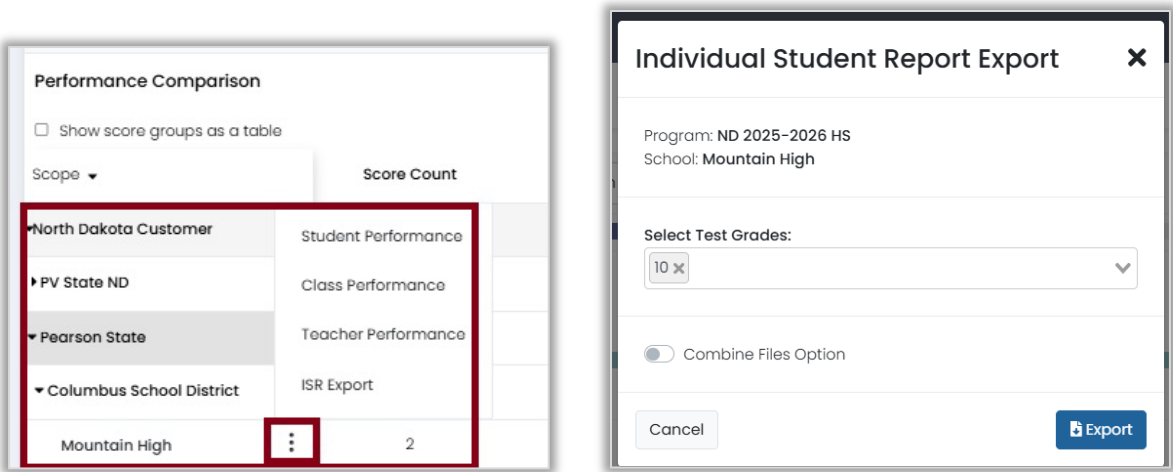 Performance Comparison
Show score groups as a table
Scope
Score Count
North Dakota Customer
Student Performance
PV State ND
Class Performance
Pearson State
Teacher Performance
Columbus School District
ISR Export
Mountain High
2
Individual Student Report Export
Program: ND 2025-2026 HS
School: Mountain High
Select Test Grades:
10
Combine Files Option
Cancel
Export